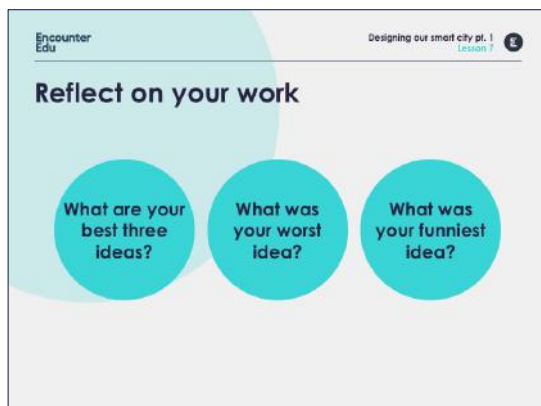 Encounter
Edu
Designing our smart city pt. 1
Lesson 7
E
Reflect on your work
What are your
best three
ideas?
What was
your worst
idea?
What was
your funniest
idea?